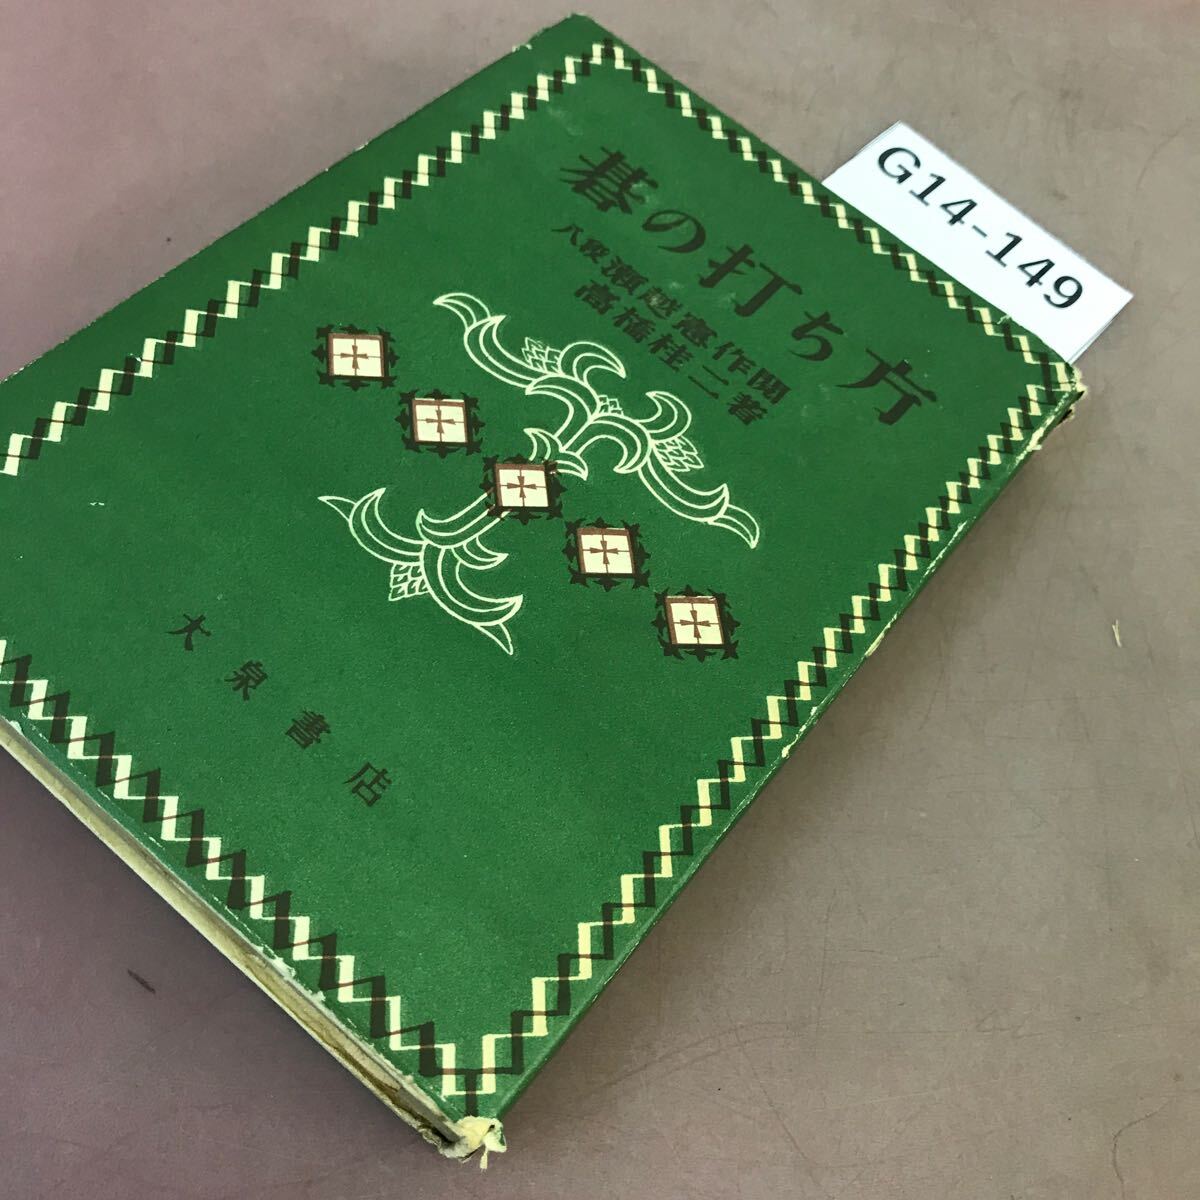 碁の打ち方
八段瀬越憲作閲
高橋桂二著
大泉書店
G14-149